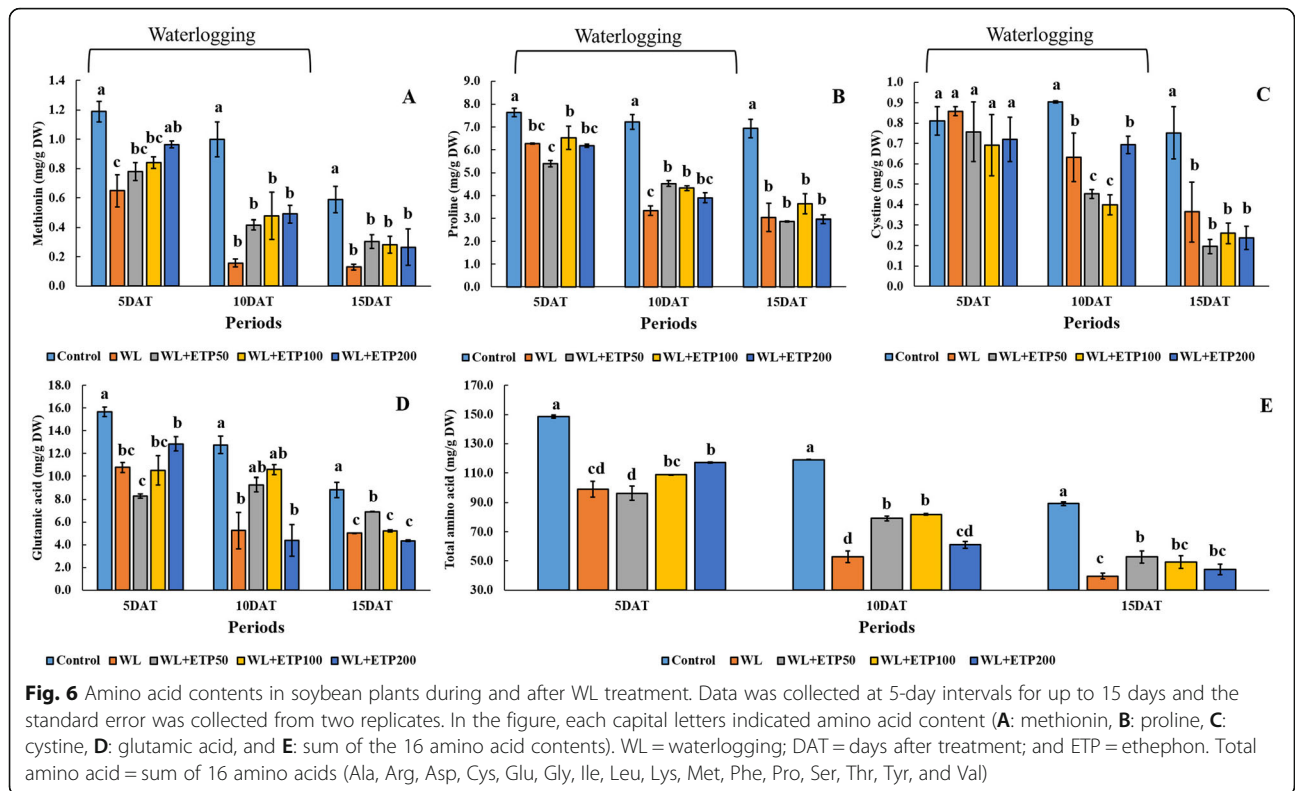 Waterlogging
Waterlogging
Waterlogging
A
Methionin (mg/g DW)
1.4
1.2
1.0
0.8
0.6
0.4
0.2
0.0
a
c
bc
bc
ab
a
b
b
b
b
a
b
b
b
b
5DAT
10DAT
15DAT
Periods
Control WL WL+ETP50 WL+ETP100 WL+ETP200
B
Proline (mg/g DW)
9.0
8.0
7.0
6.0
5.0
4.0
3.0
2.0
1.0
0.0
a
bc
c
b
bc
a
c
b
b
bc
a
b
b
b
b
5DAT
10DAT
15DAT
Periods
Control WL WL+ETP50 WL+ETP100 WL+ETP200
C
Cystine (mg/g DW)
1.0
0.9
0.8
0.7
0.6
0.5
0.4
0.3
0.2
0.1
0.0
a
a
a
a
a
a
b
c
c
b
a
b
b
b
b
5DAT
10DAT
15DAT
Periods
Control WL WL+ETP50 WL+ETP100 WL+ETP200
D
Glutamic acid (mg/g DW)
18.0
16.0
14.0
12.0
10.0
8.0
6.0
4.0
2.0
0.0
a
bc
c
bc
b
a
b
ab
ab
b
a
c
b
c
c
5DAT
10DAT
15DAT
Periods
Control WL WL+ETP50 WL+ETP100 WL+ETP200
E
Total amino acid (mg/g DW)
170.0
150.0
130.0
110.0
90.0
70.0
50.0
30.0
a
cd
d
bc
b
a
d
b
b
cd
a
c
b
bc
bc
5DAT
10DAT
15DAT
Periods
Control WL WL+ETP50 WL+ETP100 WL+ETP200
Fig. 6 Amino acid contents in soybean plants during and after WL treatment. Data was collected at 5-day intervals for up to 15 days and the
standard error was collected from two replicates. In the figure, each capital letters indicated amino acid content (A: methionin, B: proline, C:
cystine, D: glutamic acid, and E: sum of the 16 amino acid contents). WL = waterlogging; DAT = days after treatment; and ETP = ethephon. Total
amino acid = sum of 16 amino acids (Ala, Arg, Asp, Cys, Glu, Gly, Ile, Leu, Lys, Met, Phe, Pro, Ser, Thr, Tyr, and Val)